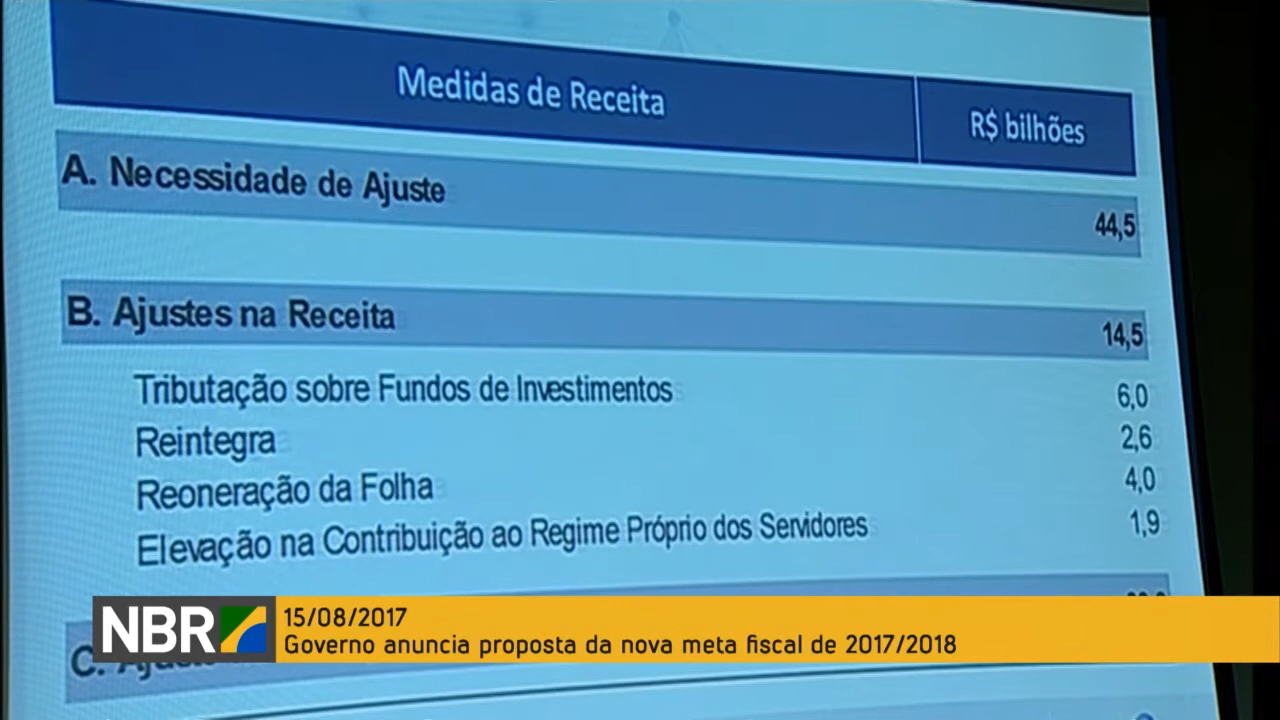 Medidas de Receita R$ bilhões
A. Necessidade de Ajuste 44,5
B. Ajustes na Receita 14,5
Tributação sobre Fundos de Investimentos 6,0
Reintegra 2,6
Reoneração da Folha 4,0
Elevação na Contribuição ao Regime Próprio dos Servidores 1,9
C.
NBR
15/08/2017
Governo anuncia proposta da nova meta fiscal de 2017/2018